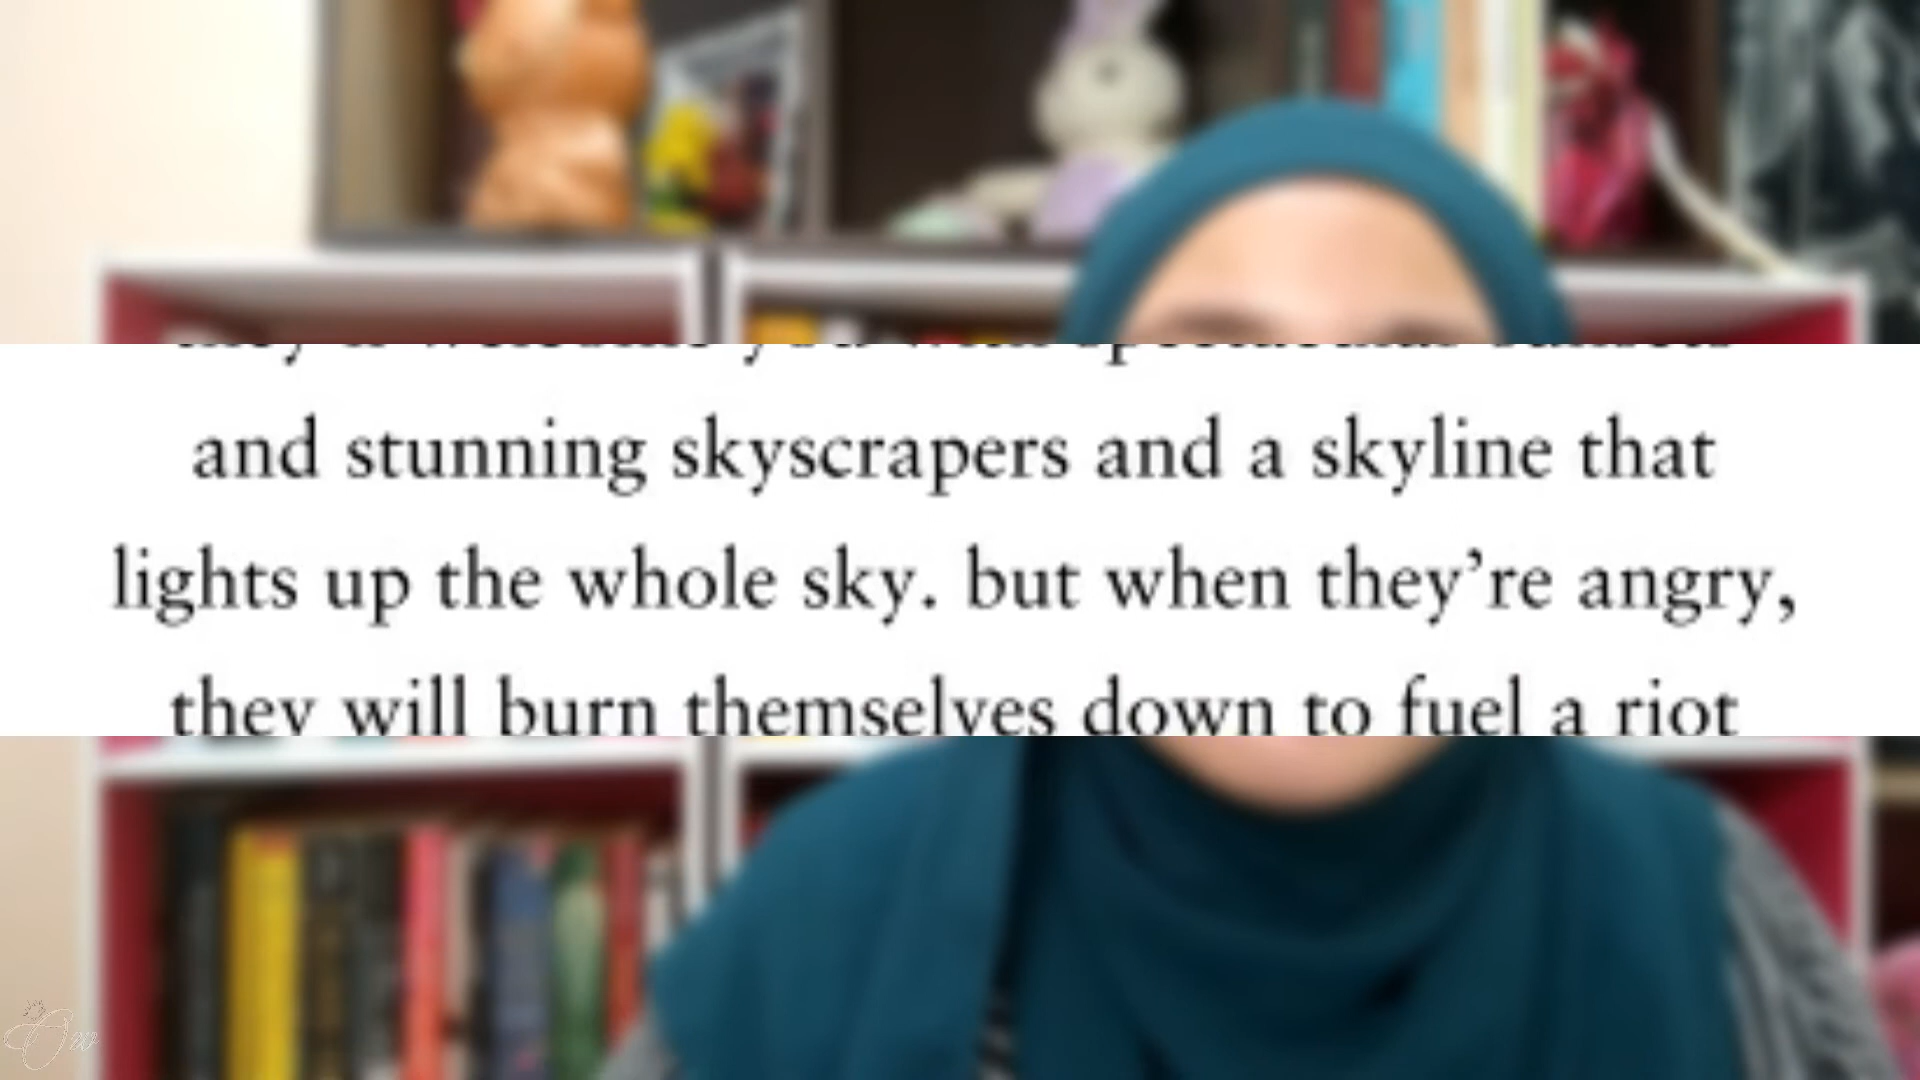 and stunning skyscrapers and a skyline that
lights up the whole sky. but when they're angry,
they will burn themselves down to fuel a riot